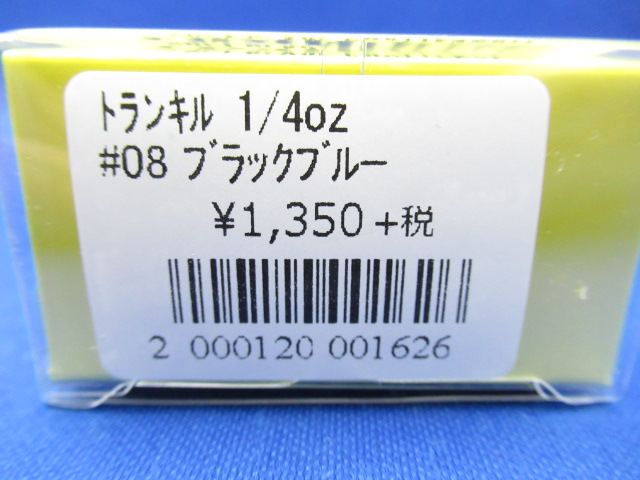 ﾄﾗﾝｷﾙ 1/4oz
#08 ﾌﾞﾗｯｸﾌﾞﾙｰ
¥1,350 +税
2 000120 001626